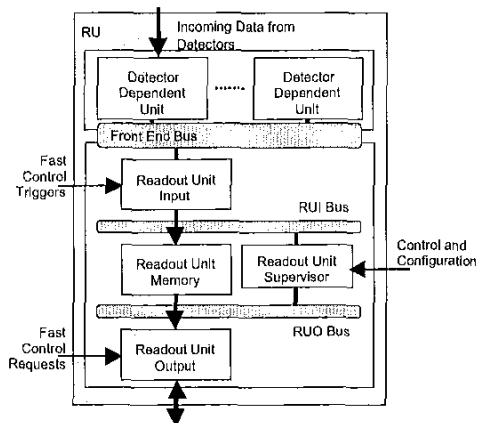 RU
Incoming Data from
Detectors
Detector
Dependent
Unit
Detector
Dependent
Unit
Front End Bus
Fast
Control
Triggers
Readout Unit
Input
RUI Bus
Readout Unit
Memory
Readout Unit
Supervisor
Control and
Configuration
RUO Bus
Fast
Control
Requests
Readout Unit
Output